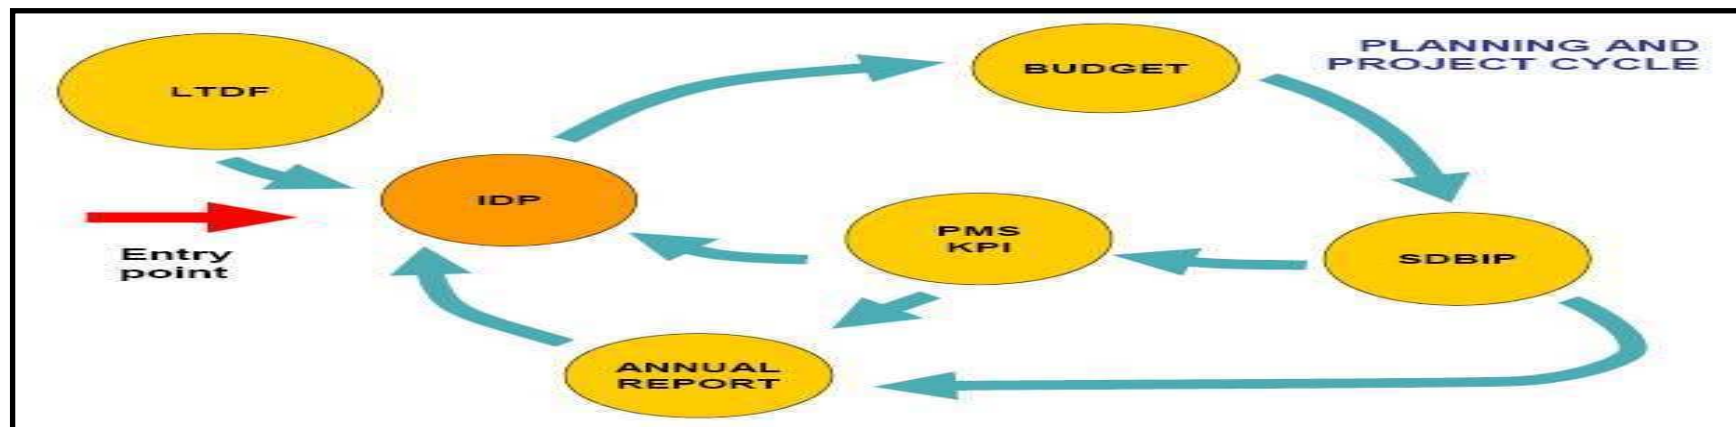 PLANNING AND
PROJECT CYCLE
LTDF
BUDGET
IDP
Entry
point
PMS
KPI
SDBIP
ANNUAL
REPORT